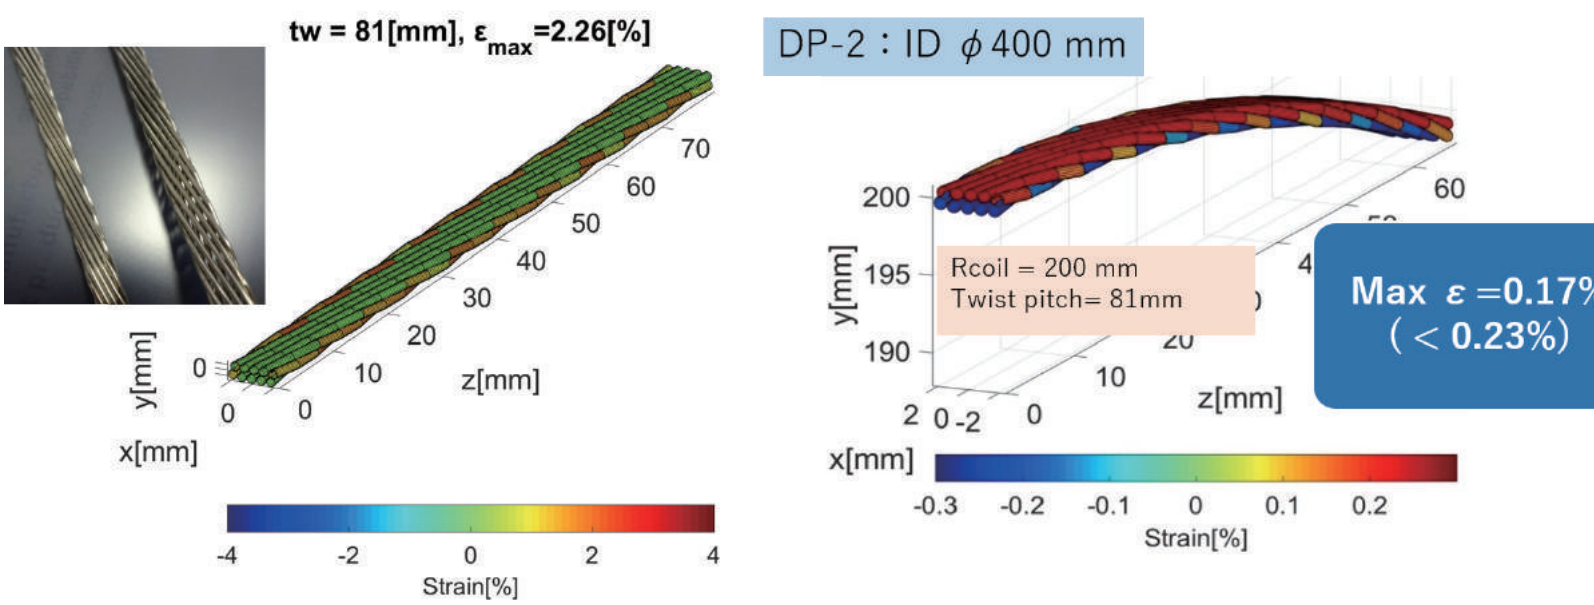 tw = 81[mm], εmax=2.26[%]
70
60
50
40
30
20
10
0
z[mm]
0
y[mm]
0
x[mm]
-4 -2 0 2 4
Strain[%]
DP-2：ID ϕ400 mm
200
195
190
y[mm]
60
50
4
0
20
10
0
z[mm]
2 0 -2
x[mm]
Rcoil = 200 mm
Twist pitch= 81mm
Max ε=0.17%
(＜0.23%)
-0.3 -0.2 -0.1 0 0.1 0.2
Strain[%]